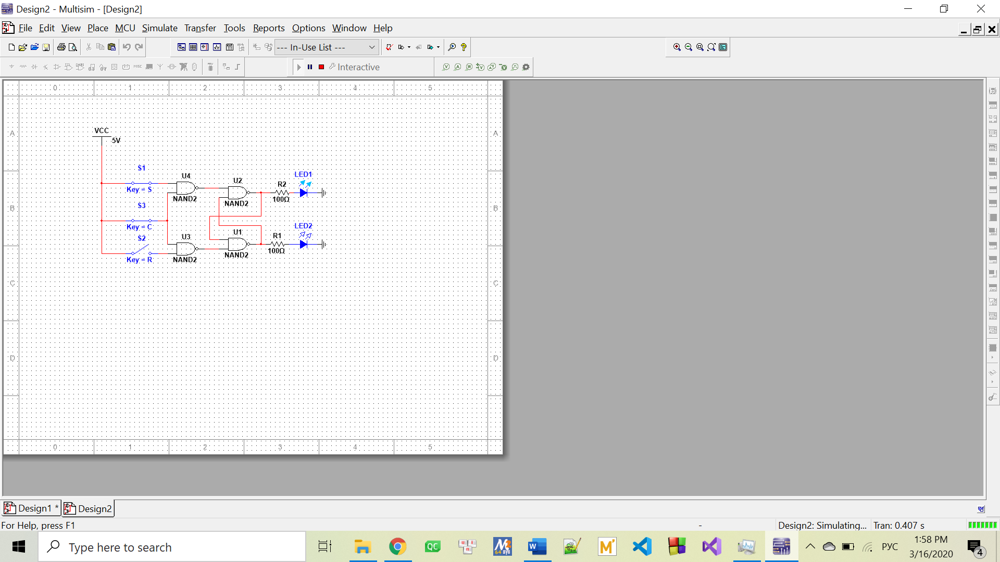 Design2 - Multisim - [Design2]
File Edit View Place MCU Simulate Transfer Tools Reports Options Window Help
--- In-Use List ---
Interactive
0 1 2 3 4 5
A A
B B
C C
D D
VCC
5V
S1
Key = S
S3
Key = C
S2
Key = R
U4
NAND2
U2
NAND2
R2
100Ω
LED1
U3
NAND2
U1
NAND2
R1
100Ω
LED2
0 1 2 3 4 5
Design1 * Design2
For Help, press F1 - Design2: Simulating... Tran: 0.407 s
Type here to search
РУС
1:58 PM
3/16/2020
4